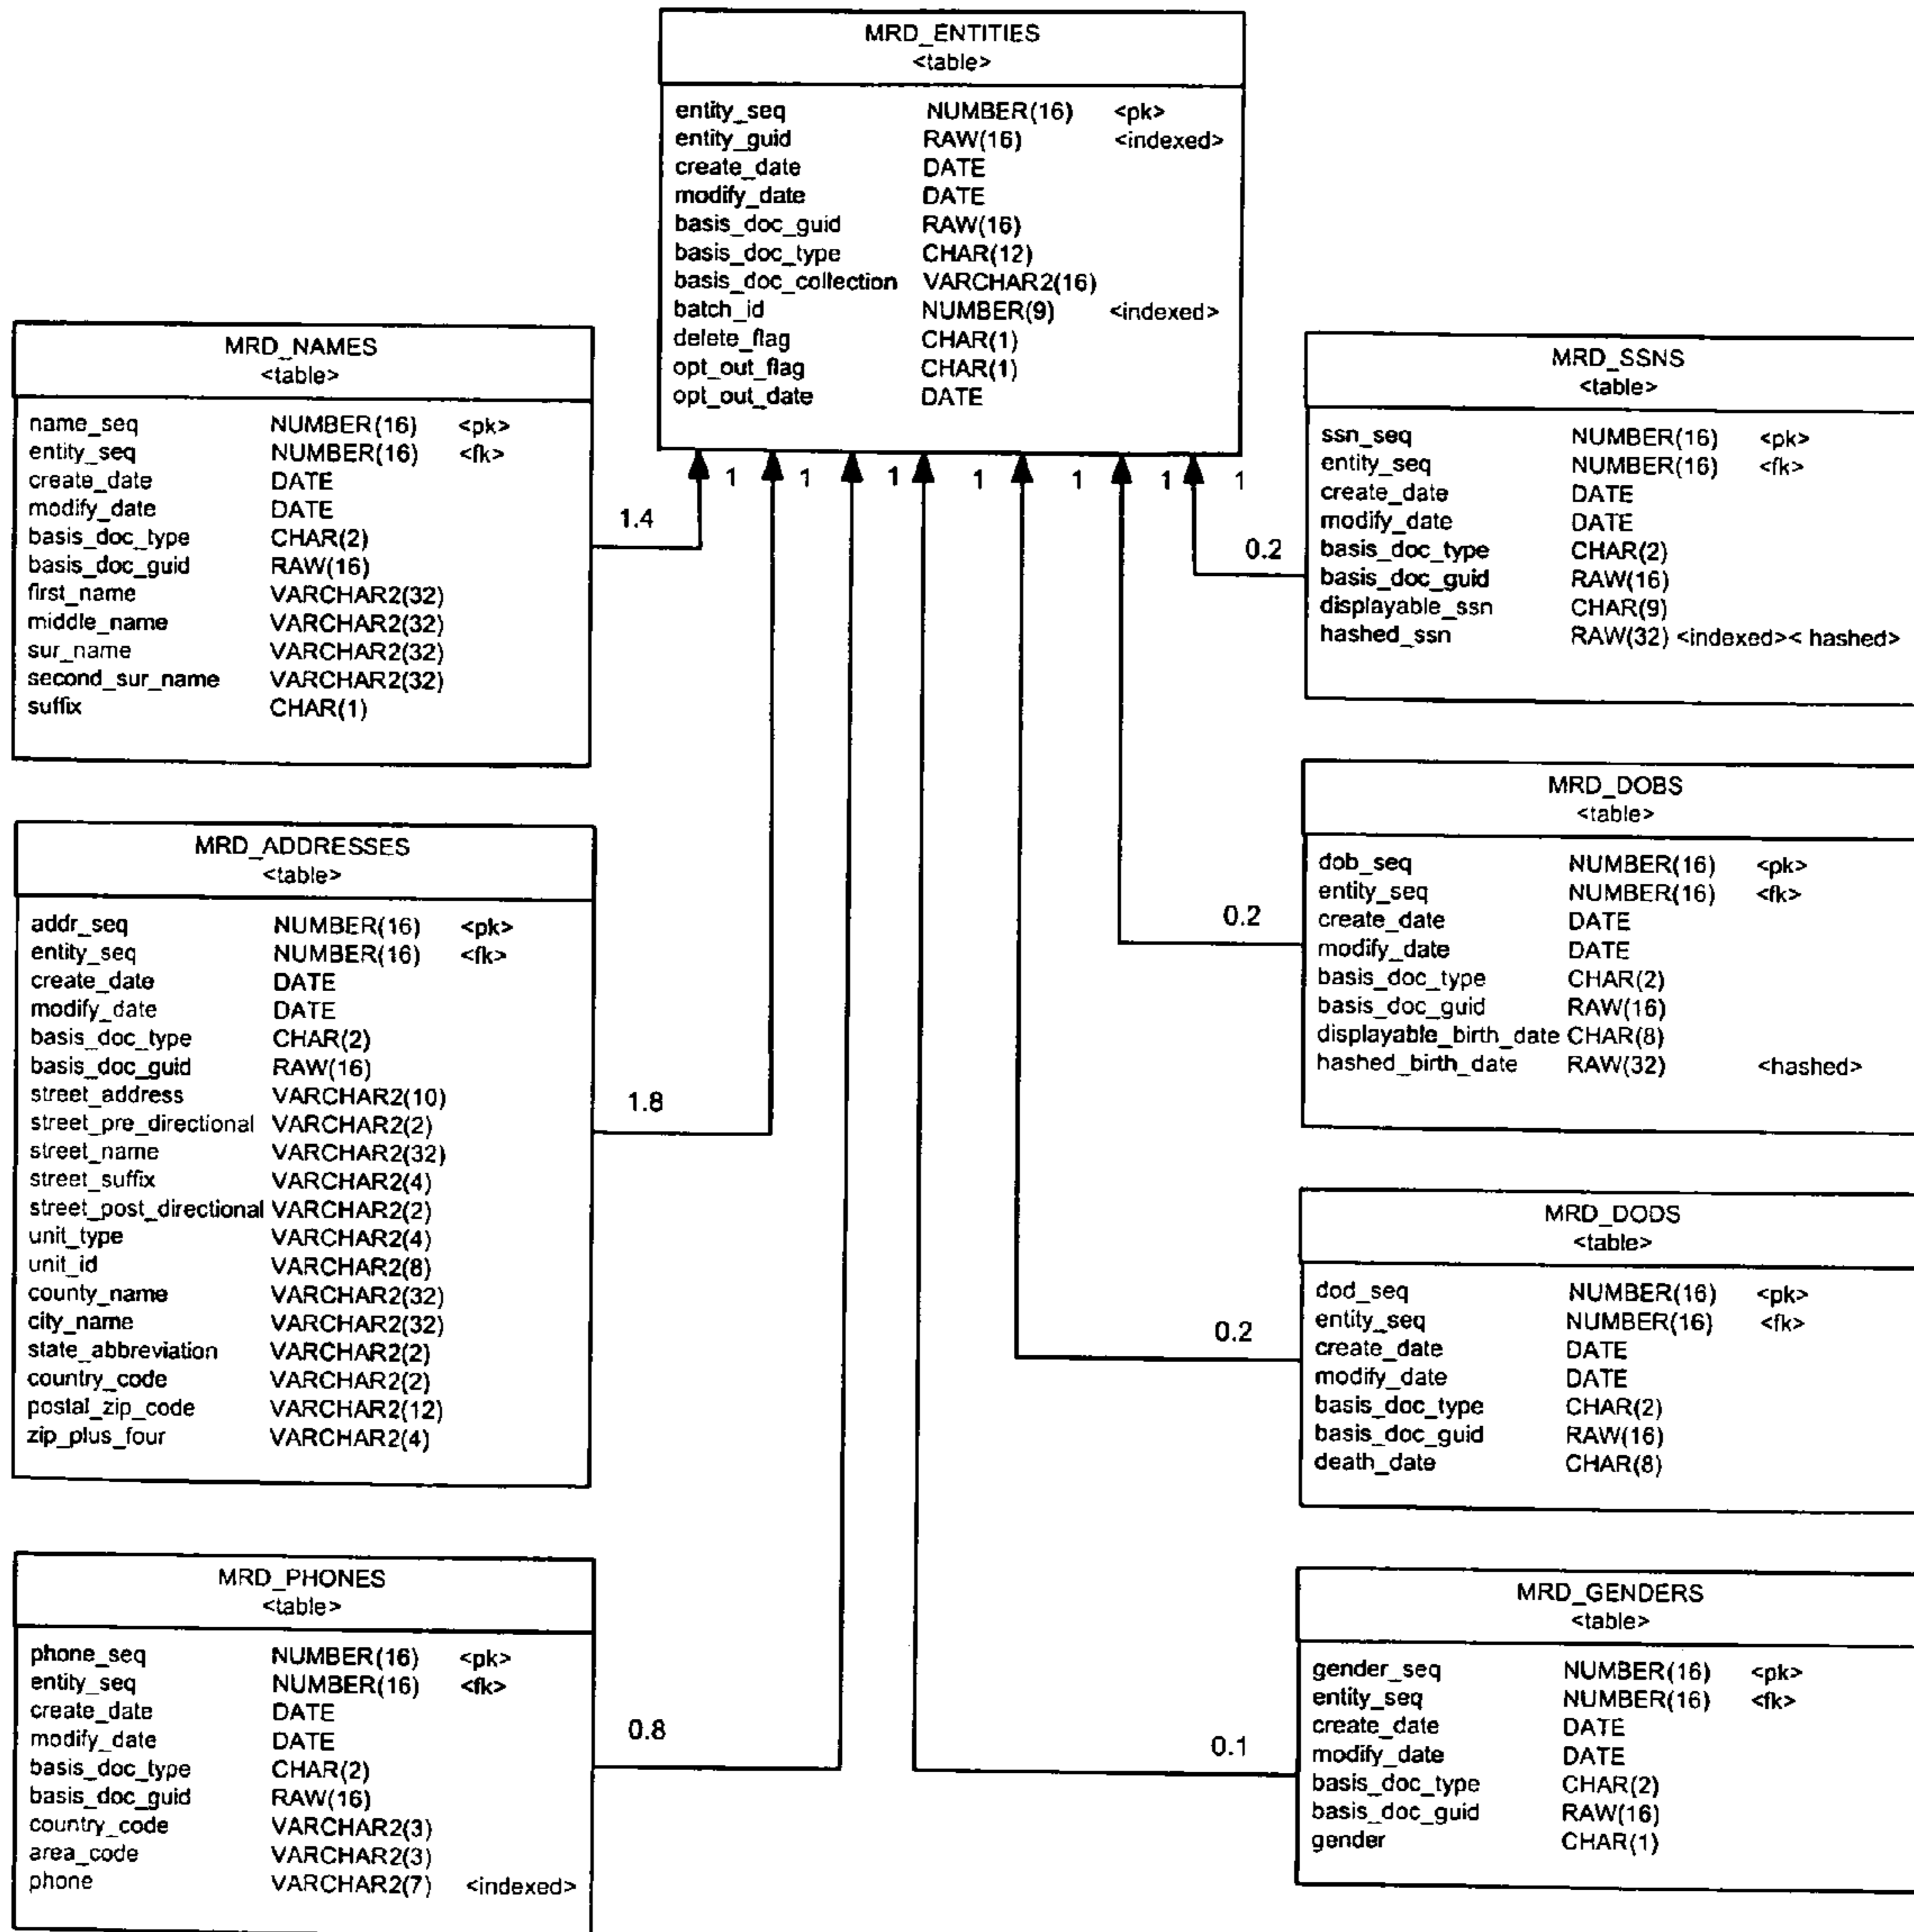 MRD_ENTITIES
<table>
entity_seq NUMBER(16) <pk>
entity_guid RAW(16) <indexed>
create_date DATE
modify_date DATE
basis_doc_guid RAW(16)
basis_doc_type CHAR(12)
basis_doc_collection VARCHAR2(16)
batch_id NUMBER(9) <indexed>
delete_flag CHAR(1)
opt_out_flag CHAR(1)
opt_out_date DATE
1 1 1 1 1 1 1
MRD_NAMES
<table>
name_seq NUMBER(16) <pk>
entity_seq NUMBER(16) <fk>
create_date DATE
modify_date DATE
basis_doc_type CHAR(2)
basis_doc_guid RAW(16)
first_name VARCHAR2(32)
middle_name VARCHAR2(32)
sur_name VARCHAR2(32)
second_sur_name VARCHAR2(32)
suffix CHAR(1)
1.4
MRD_ADDRESSES
<table>
addr_seq NUMBER(16) <pk>
entity_seq NUMBER(16) <fk>
create_date DATE
modify_date DATE
basis_doc_type CHAR(2)
basis_doc_guid RAW(16)
street_address VARCHAR2(10)
street_pre_directional VARCHAR2(2)
street_name VARCHAR2(32)
street_suffix VARCHAR2(4)
street_post_directional VARCHAR2(2)
unit_type VARCHAR2(4)
unit_id VARCHAR2(8)
county_name VARCHAR2(32)
city_name VARCHAR2(32)
state_abbreviation VARCHAR2(2)
country_code VARCHAR2(2)
postal_zip_code VARCHAR2(12)
zip_plus_four VARCHAR2(4)
1.8
MRD_PHONES
<table>
phone_seq NUMBER(16) <pk>
entity_seq NUMBER(16) <fk>
create_date DATE
modify_date DATE
basis_doc_type CHAR(2)
basis_doc_guid RAW(16)
country_code VARCHAR2(3)
area_code VARCHAR2(3)
phone VARCHAR2(7) <indexed>
0.8
MRD_SSNS
<table>
ssn_seq NUMBER(16) <pk>
entity_seq NUMBER(16) <fk>
create_date DATE
modify_date DATE
basis_doc_type CHAR(2)
basis_doc_guid RAW(16)
displayable_ssn CHAR(9)
hashed_ssn RAW(32) <indexed>< hashed>
0.2
MRD_DOBS
<table>
dob_seq NUMBER(16) <pk>
entity_seq NUMBER(16) <fk>
create_date DATE
modify_date DATE
basis_doc_type CHAR(2)
basis_doc_guid RAW(16)
displayable_birth_date CHAR(8)
hashed_birth_date RAW(32) <hashed>
0.2
MRD_DODS
<table>
dod_seq NUMBER(16) <pk>
entity_seq NUMBER(16) <fk>
create_date DATE
modify_date DATE
basis_doc_type CHAR(2)
basis_doc_guid RAW(16)
death_date CHAR(8)
0.2
MRD_GENDERS
<table>
gender_seq NUMBER(16) <pk>
entity_seq NUMBER(16) <fk>
create_date DATE
modify_date DATE
basis_doc_type CHAR(2)
basis_doc_guid RAW(16)
gender CHAR(1)
0.1